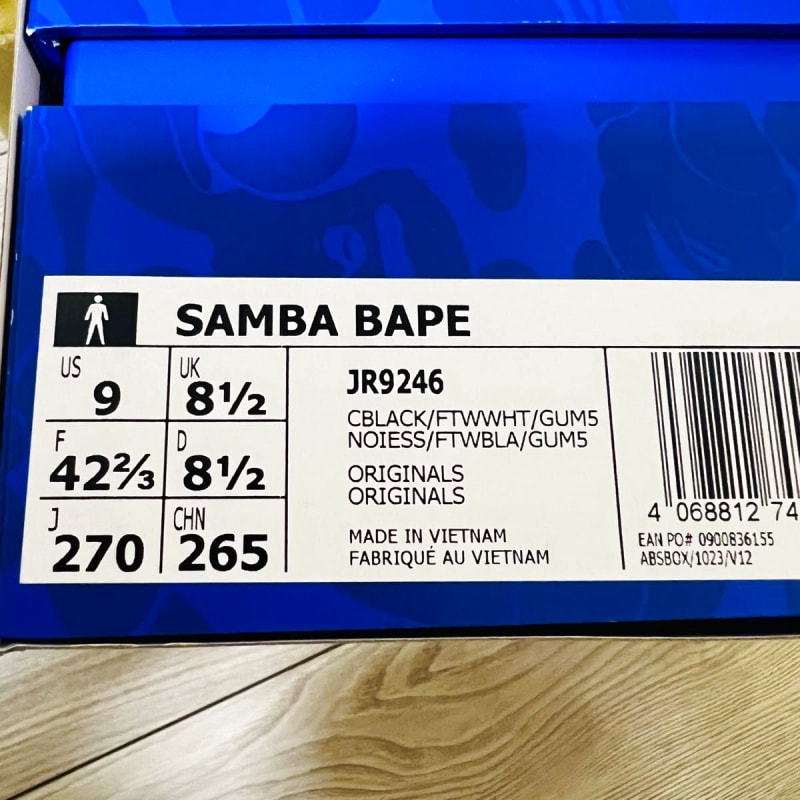 SAMBA BAPE
US 9 UK 8½
F 42⅔ D 8½
J 270 CHN 265
JR9246
CBLACK/FTWWHT/GUM5
NOIESS/FTWBLA/GUM5
ORIGINALS
ORIGINALS
MADE IN VIETNAM
FABRIQUÉ AU VIETNAM
4 068812 74
EAN PO# 0900836155
ABSBOX/1023/V12